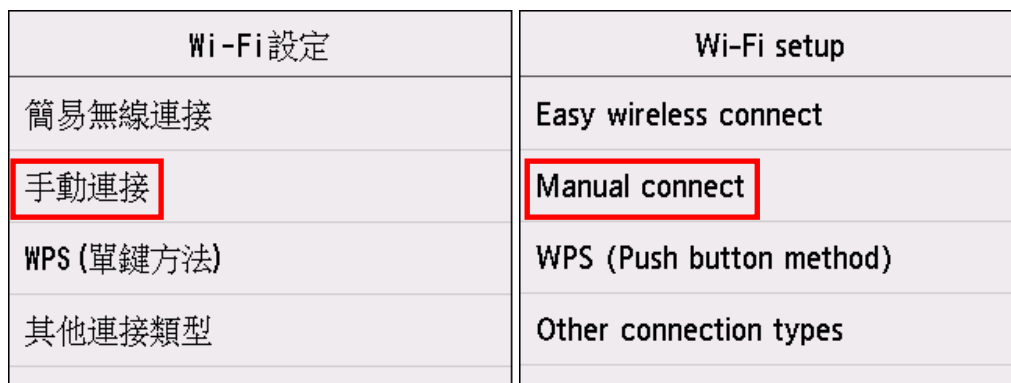 Wi-Fi設定
簡易無線連接
手動連接
WPS(單鍵方法)
其他連接類型
Wi-Fi setup
Easy wireless connect
Manual connect
WPS (Push button method)
Other connection types